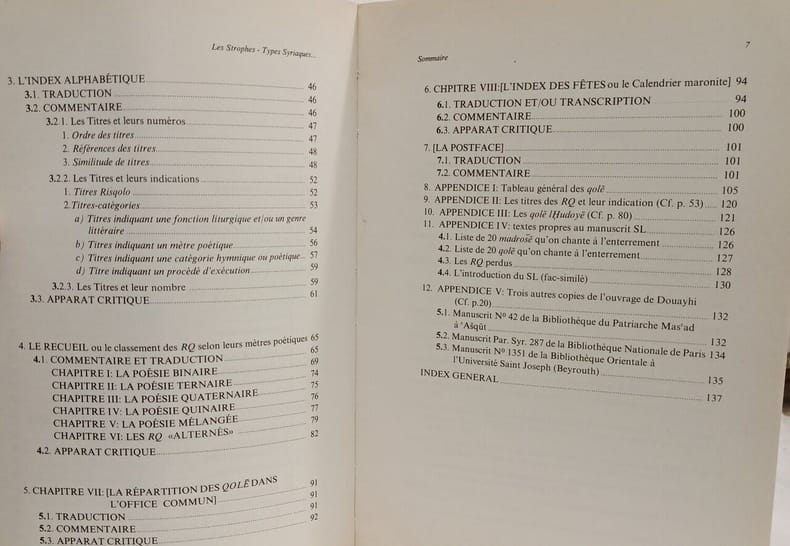 Les Strophes - Types Syriaques...
3. L'INDEX ALPHABÉTIQUE 46
3.1. TRADUCTION 46
3.2. COMMENTAIRE 46
3.2.1. Les Titres et leurs numéros 47
1. Ordre des titres 47
2. Références des titres 48
3. Similitude de titres 48
3.2.2. Les Titres et leurs indications 52
1. Titres Risqolo 52
2. Titres-catégories 53
a) Titres indiquant une fonction liturgique et/ou un genre
littéraire 54
b) Titres indiquant un mètre poétique 56
c) Titres indiquant une catégorie hymnique ou poétique 57
d) Titre indiquant un procédé d'exécution 59
3.2.3. Les Titres et leur nombre 59
3.3. APPARAT CRITIQUE 61
4. LE RECUEIL ou le classement des RQ selon leurs mètres poétiques 65
4.1. COMMENTAIRE ET TRADUCTION 65
CHAPITRE I: LA POÉSIE BINAIRE 69
CHAPITRE II: LA POÉSIE TERNAIRE 74
CHAPITRE III: LA POÉSIE QUATERNAIRE 75
CHAPITRE IV: LA POÉSIE QUINAIRE 76
CHAPITRE V: LA POÉSIE MÉLANGÉE 77
CHAPITRE VI: LES RQ «ALTERNÉS» 79
4.2. APPARAT CRITIQUE 82
5. CHAPITRE VII: [LA RÉPARTITION DES QOLĒ DANS
L'OFFICE COMMUN] 91
5.1. TRADUCTION 91
5.2. COMMENTAIRE 91
5.3. APPARAT CRITIQUE 92
Sommaire 7
6. CHPITRE VIII: [L'INDEX DES FÊTES ou le Calendrier maronite] 94
6.1. TRADUCTION ET/OU TRANSCRIPTION 94
6.2. COMMENTAIRE 100
6.3. APPARAT CRITIQUE 100
7. [LA POSTFACE] 101
7.1. TRADUCTION 101
7.2. COMMENTAIRE 101
8. APPENDICE I: Tableau général des qolē 105
9. APPENDICE II: Les titres des RQ et leur indication (Cf. p. 53) 120
10. APPENDICE III: Les qolē lḤudoyē (Cf. p. 80) 121
11. APPENDICE IV: textes propres au manuscrit SL 126
4.1. Liste de 20 madrošē qu'on chante à l'enterrement 126
4.2. Liste de 20 qolē qu'on chante à l'enterrement 127
4.3. Les RQ perdus 128
4.4. L'introduction du SL (fac-similé) 130
12. APPENDICE V: Trois autres copies de l'ouvrage de Douayhi
(Cf. p.20) 132
5.1. Manuscrit Nº 42 de la Bibliothèque du Patriarche Mas'ad
à 'Ašqūt 132
5.2. Manuscrit Par. Syr. 287 de la Bibliothèque Nationale de Paris 134
5.3. Manuscrit Nº 1351 de la Bibliothèque Orientale à
l'Université Saint Joseph (Beyrouth) 135
INDEX GENERAL 137